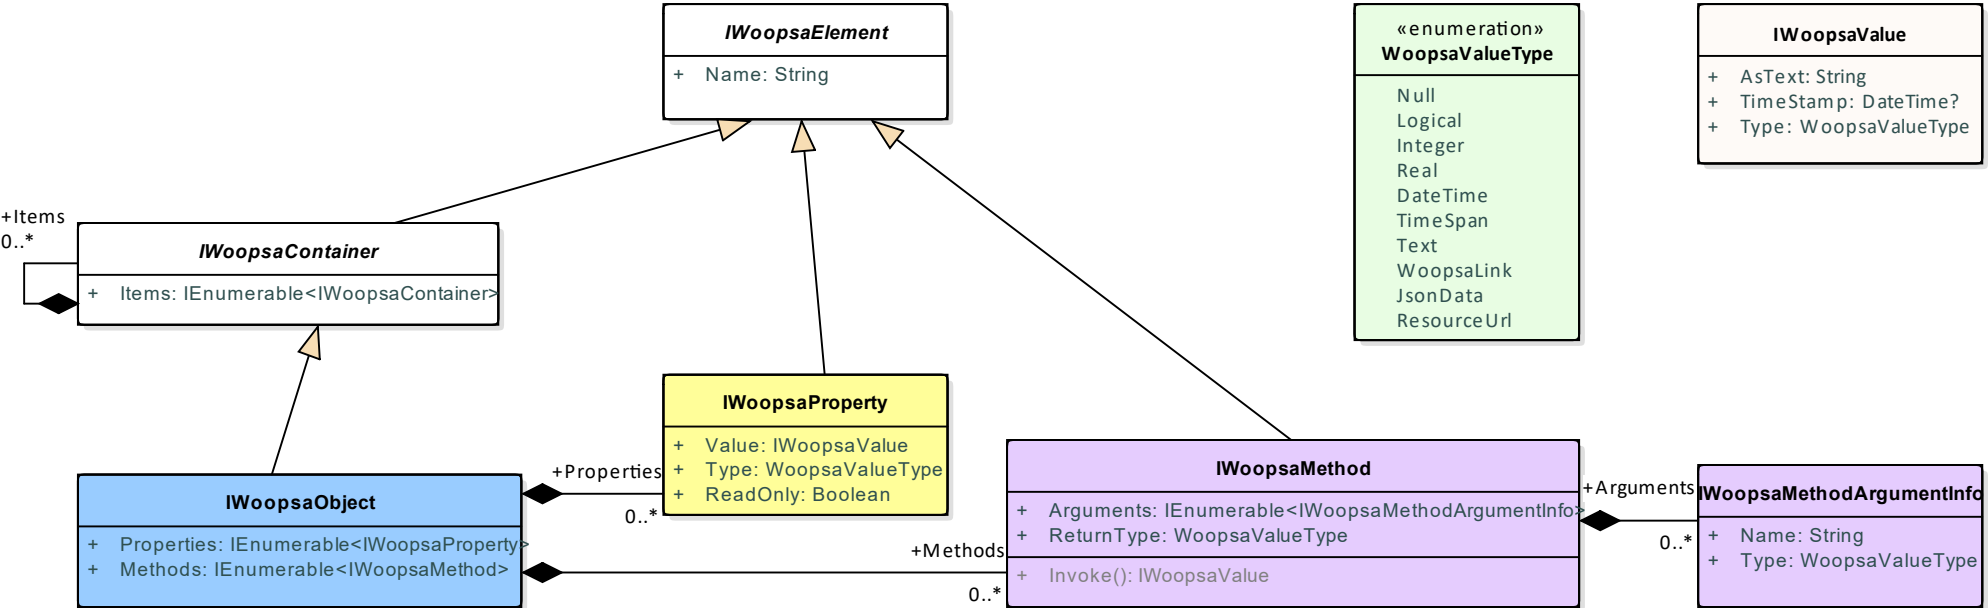 IWoopsaElement
+ Name: String
«enumeration»
WoopsaValueType
Null
Logical
Integer
Real
DateTime
TimeSpan
Text
WoopsaLink
JsonData
ResourceUrl
IWoopsaValue
+ AsText: String
+ TimeStamp: DateTime?
+ Type: WoopsaValueType
+Items
0..*
IWoopsaContainer
+ Items: IEnumerable<IWoopsaContainer>
IWoopsaProperty
+ Value: IWoopsaValue
+ Type: WoopsaValueType
+ ReadOnly: Boolean
IWoopsaObject
+ Properties: IEnumerable<IWoopsaProperty>
+ Methods: IEnumerable<IWoopsaMethod>
+Properties
0..*
+Methods
0..*
IWoopsaMethod
+ Arguments: IEnumerable<IWoopsaMethodArgumentInfo>
+ ReturnType: WoopsaValueType
+ Invoke(): IWoopsaValue
+Arguments
0..*
IWoopsaMethodArgumentInfo
+ Name: String
+ Type: WoopsaValueType